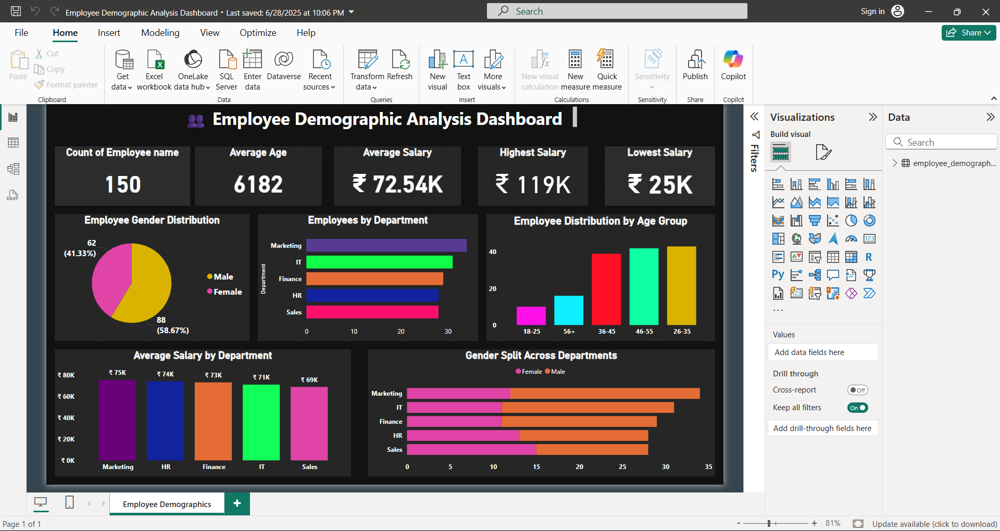 Employee Demographic Analysis Dashboard • Last saved: 6/28/2025 at 10:06 PM
Search
Sign in
File Home Insert Modeling View Optimize Help
Share
Paste
Cut
Copy
Format painter
Clipboard
Get data
Excel workbook
OneLake data hub
SQL Server
Enter data
Dataverse
Recent sources
Data
Transform data
Refresh
Queries
New visual
Text box
More visuals
Insert
New visual calculation
New measure
Quick measure
Calculations
Sensitivity
Sensitivity
Publish
Share
Copilot
Copilot
Employee Demographic Analysis Dashboard
Count of Employee name
150
Average Age
6182
Average Salary
₹ 72.54K
Highest Salary
₹ 119K
Lowest Salary
₹ 25K
Employee Gender Distribution
62
(41.33%)
88
(58.67%)
Male
Female
Employees by Department
Department
Marketing
IT
Finance
HR
Sales
0 10 20 30
Employee Distribution by Age Group
40
20
0
18-25 56+ 36-45 46-55 26-35
Average Salary by Department
₹ 80K
₹ 60K
₹ 40K
₹ 20K
₹ 0K
₹ 75K ₹ 74K ₹ 73K ₹ 71K ₹ 69K
Marketing HR Finance IT Sales
Gender Split Across Departments
Female Male
Marketing
IT
Finance
HR
Sales
0 5 10 15 20 25 30 35
Filters
Visualizations
Build visual
123
R
Py
123
...
Values
Add data fields here
Drill through
Cross-report
Off
Keep all filters
On
Add drill-through fields here
Data
Search
employee_demograph...
DAX
Employee Demographics
Page 1 of 1
- + 81%
Update available (click to download)